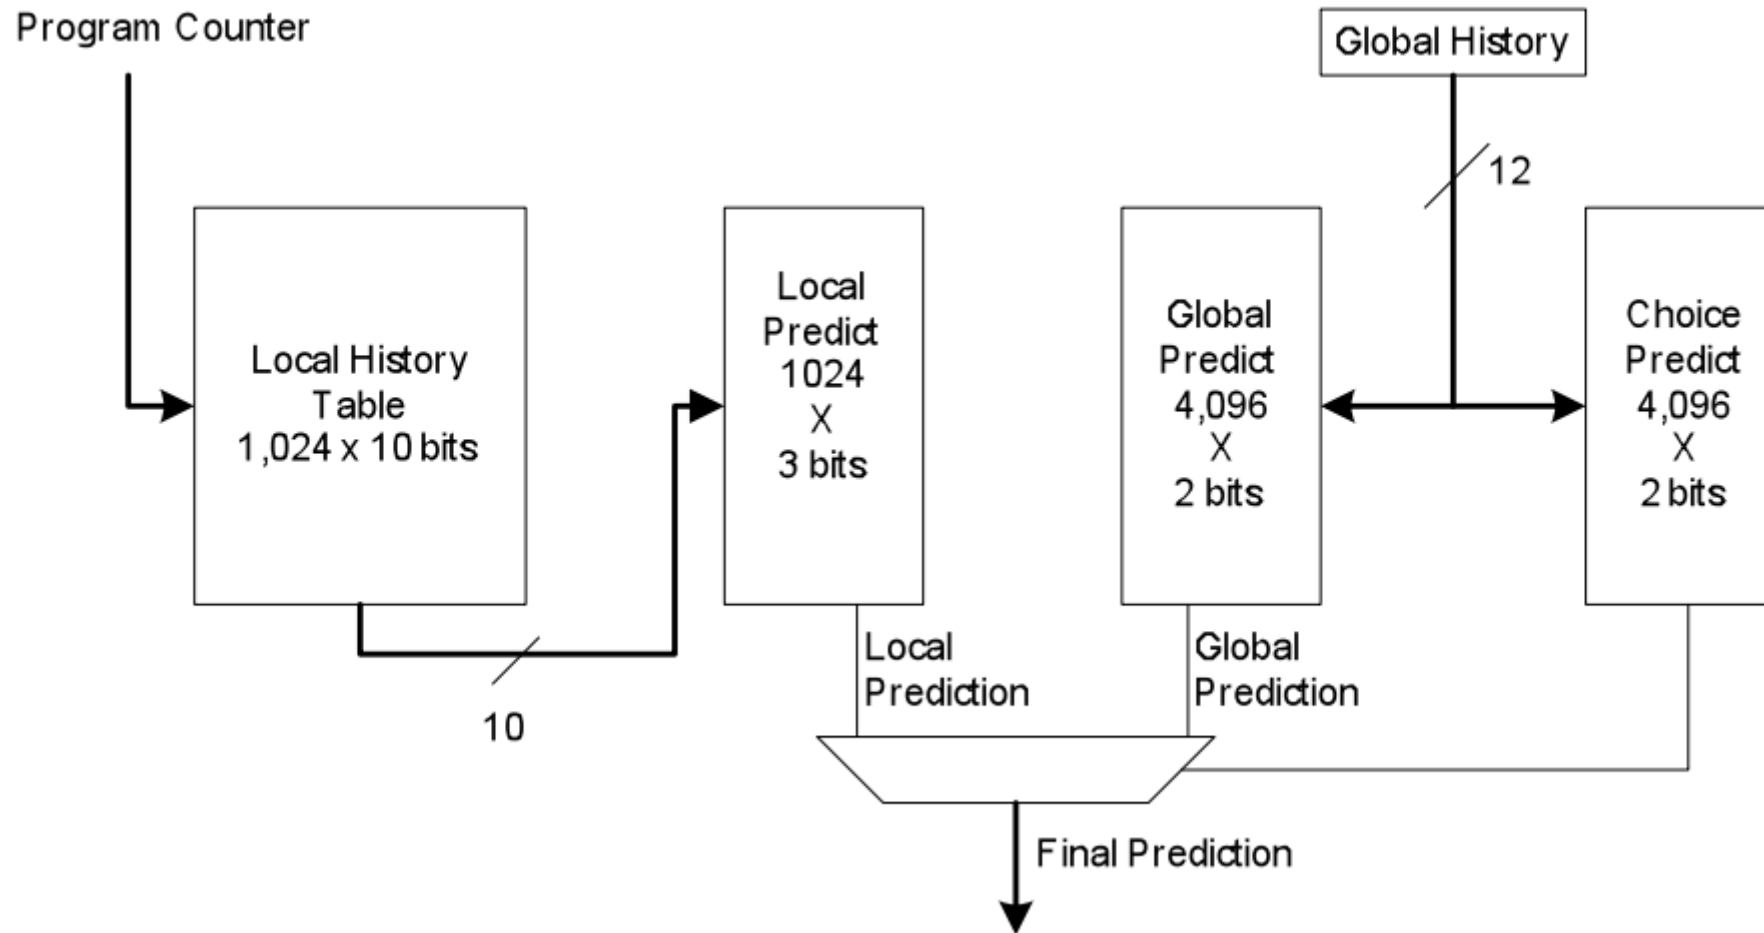 Program Counter
Global History
12
Local History
Table
1,024 x 10 bits
Local
Predict
1024
X
3 bits
Global
Predict
4,096
X
2 bits
Choice
Predict
4,096
X
2 bits
10
Local
Prediction
Global
Prediction
Final Prediction